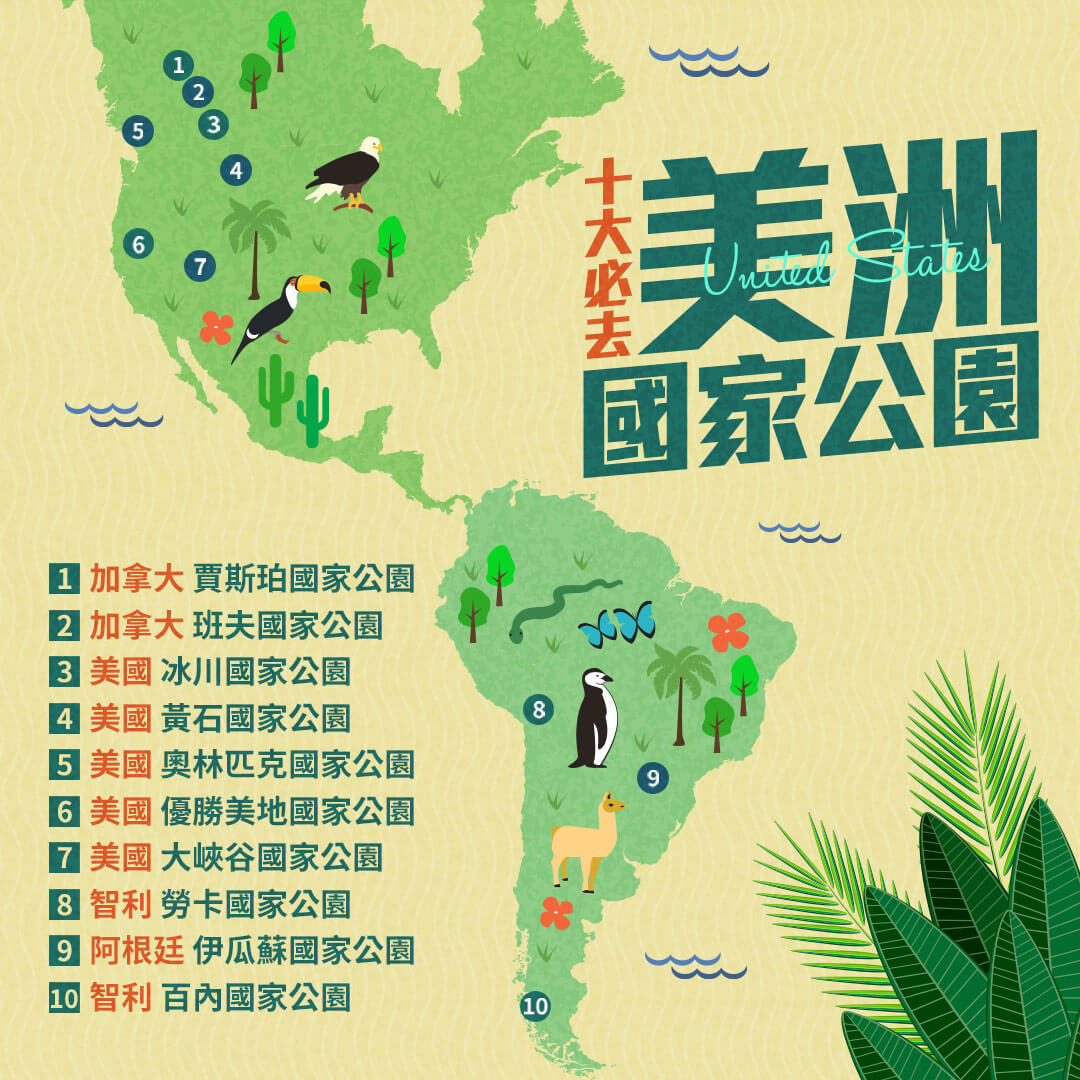 十大必去
美洲
United States
國家公園
1
2
3
5
4
6
7
1 加拿大 賈斯珀國家公園
2 加拿大 班夫國家公園
3 美國 冰川國家公園
4 美國 黃石國家公園
5 美國 奧林匹克國家公園
6 美國 優勝美地國家公園
7 美國 大峽谷國家公園
8 智利 勞卡國家公園
9 阿根廷 伊瓜蘇國家公園
10 智利 百內國家公園
8
9
10